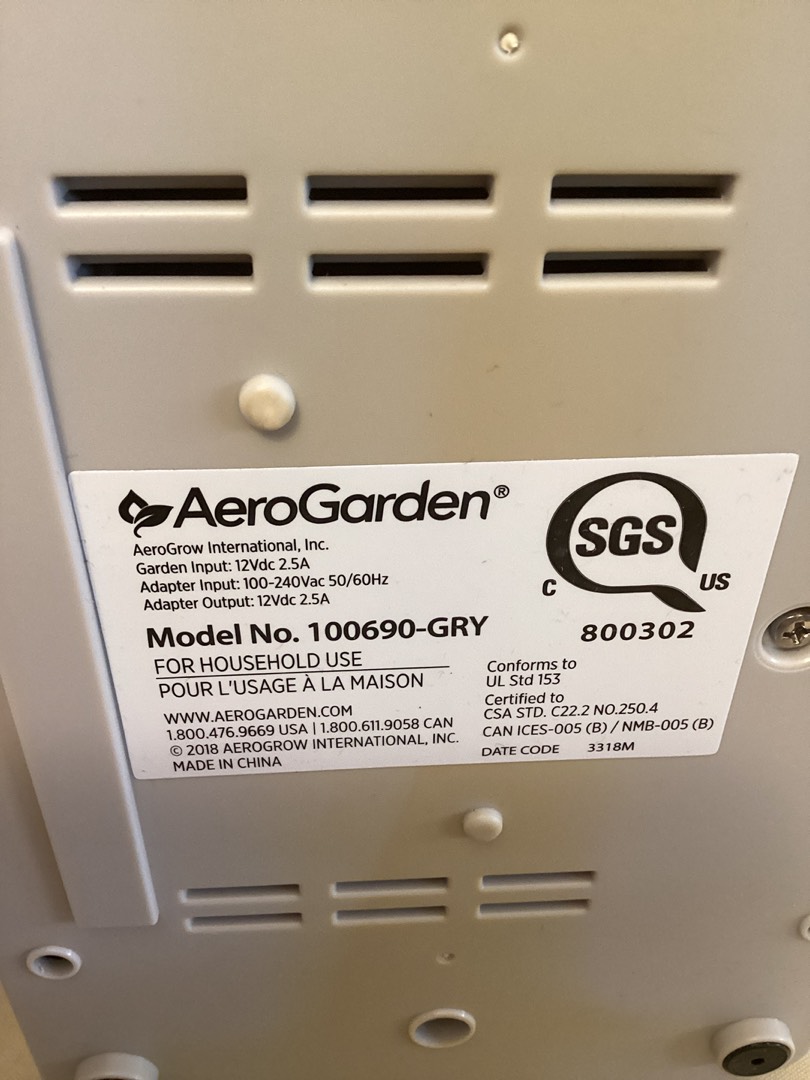 AeroGarden®
AeroGrow International, Inc.
Garden Input: 12Vdc 2.5A
Adapter Input: 100-240Vac 50/60Hz
Adapter Output: 12Vdc 2.5A
Model No. 100690-GRY
FOR HOUSEHOLD USE
POUR L'USAGE À LA MAISON
WWW.AEROGARDEN.COM
1.800.476.9669 USA | 1.800.611.9058 CAN
© 2018 AEROGROW INTERNATIONAL, INC.
MADE IN CHINA
SGS
C US
800302
Conforms to
UL Std 153
Certified to
CSA STD. C22.2 NO.250.4
CAN ICES-005 (B) / NMB-005 (B)
DATE CODE 3318M